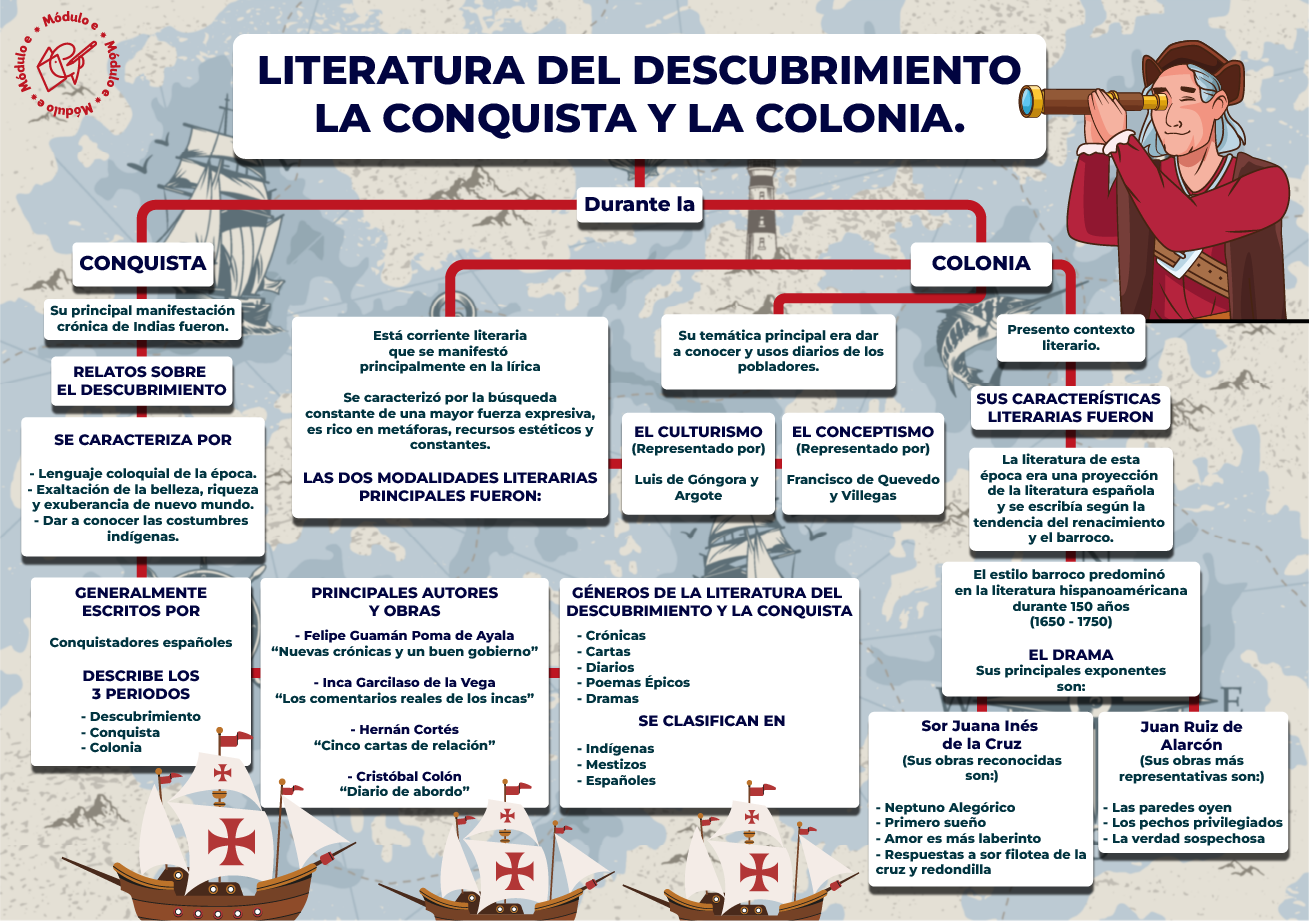 Módulo e * Módulo e * Módulo e * Módulo e *
LITERATURA DEL DESCUBRIMIENTO
LA CONQUISTA Y LA COLONIA.
Durante la
CONQUISTA
Su principal manifestación
crónica de Indias fueron.
RELATOS SOBRE
EL DESCUBRIMIENTO
SE CARACTERIZA POR
- Lenguaje coloquial de la época.
- Exaltación de la belleza, riqueza
y exuberancia de nuevo mundo.
- Dar a conocer las costumbres
indígenas.
GENERALMENTE
ESCRITOS POR
Conquistadores españoles
DESCRIBE LOS
3 PERIODOS
- Descubrimiento
- Conquista
- Colonia
PRINCIPALES AUTORES
Y OBRAS
- Felipe Guamán Poma de Ayala
“Nuevas crónicas y un buen gobierno”
- Inca Garcilaso de la Vega
“Los comentarios reales de los incas”
- Hernán Cortés
“Cinco cartas de relación”
- Cristóbal Colón
“Diario de abordo”
GÉNEROS DE LA LITERATURA DEL
DESCUBRIMIENTO Y LA CONQUISTA
- Crónicas
- Cartas
- Diarios
- Poemas Épicos
- Dramas
SE CLASIFICAN EN
- Indígenas
- Mestizos
- Españoles
COLONIA
Está corriente literaria
que se manifestó
principalmente en la lírica
Se caracterizó por la búsqueda
constante de una mayor fuerza expresiva,
es rico en metáforas, recursos estéticos y
constantes.
LAS DOS MODALIDADES LITERARIAS
PRINCIPALES FUERON:
EL CULTURISMO
(Representado por)
Luis de Góngora y
Argote
EL CONCEPTISMO
(Representado por)
Francisco de Quevedo
y Villegas
Su temática principal era dar
a conocer y usos diarios de los
pobladores.
Presento contexto
literario.
SUS CARACTERÍSTICAS
LITERARIAS FUERON
La literatura de esta
época era una proyección
de la literatura española
y se escribía según la
tendencia del renacimiento
y el barroco.
El estilo barroco predominó
en la literatura hispanoaméricana
durante 150 años
(1650 - 1750)
EL DRAMA
Sus principales exponentes
son:
W
E
Sor Juana Inés
de la Cruz
(Sus obras reconocidas
son:)
- Neptuno Alegórico
- Primero sueño
- Amor es más laberinto
- Respuestas a sor filotea de la
cruz y redondilla
Juan Ruiz de
Alarcón
(Sus obras más
representativas son:)
- Las paredes oyen
- Los pechos privilegiados
- La verdad sospechosa